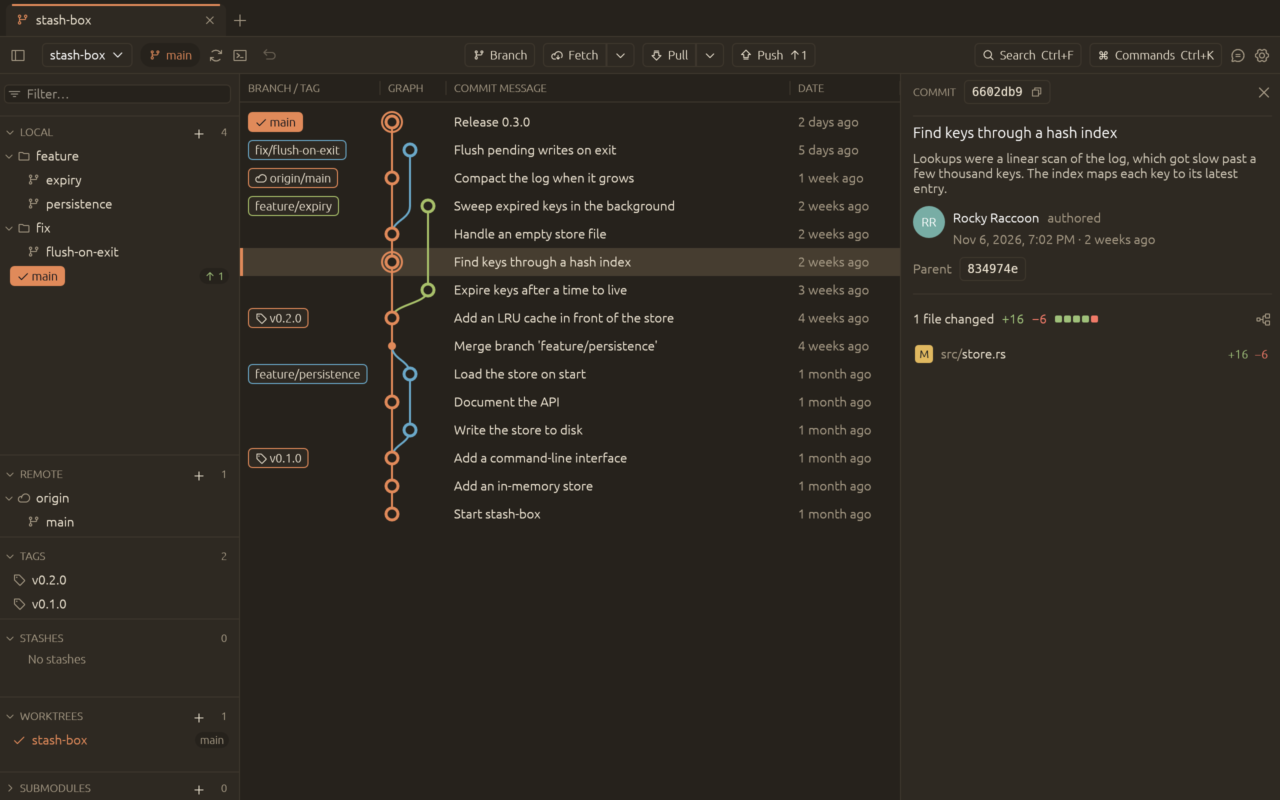 stash-box
stash-box main Branch Fetch Pull Push ↑1 Search Ctrl+F ⌘ Commands Ctrl+K
Filter...
LOCAL + 4
feature
expiry
persistence
fix
flush-on-exit
main ↑1
REMOTE + 1
origin
main
TAGS 2
v0.2.0
v0.1.0
STASHES 0
No stashes
WORKTREES + 1
stash-box main
SUBMODULES + 0
BRANCH / TAG GRAPH COMMIT MESSAGE DATE
main Release 0.3.0 2 days ago
fix/flush-on-exit Flush pending writes on exit 5 days ago
origin/main Compact the log when it grows 1 week ago
feature/expiry Sweep expired keys in the background 2 weeks ago
Handle an empty store file 2 weeks ago
Find keys through a hash index 2 weeks ago
Expire keys after a time to live 3 weeks ago
v0.2.0 Add an LRU cache in front of the store 4 weeks ago
Merge branch 'feature/persistence' 4 weeks ago
feature/persistence Load the store on start 1 month ago
Document the API 1 month ago
Write the store to disk 1 month ago
v0.1.0 Add a command-line interface 1 month ago
Add an in-memory store 1 month ago
Start stash-box 1 month ago
COMMIT 6602db9
Find keys through a hash index
Lookups were a linear scan of the log, which got slow past a
few thousand keys. The index maps each key to its latest
entry.
RR Rocky Raccoon authored
Nov 6, 2026, 7:02 PM · 2 weeks ago
Parent 834974e
1 file changed +16 −6
M src/store.rs +16 −6